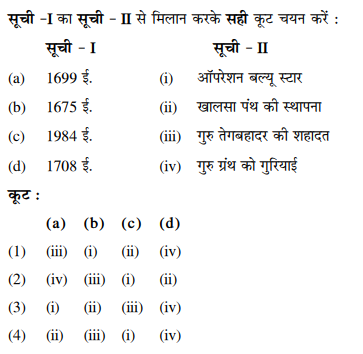 सूची -I का सूची - II से मिलान करके सही कूट चयन करें :
सूची - I सूची - II
(a) 1699 ई. (i) ऑपरेशन बल्यू स्टार
(b) 1675 ई. (ii) खालसा पंथ की स्थापना
(c) 1984 ई. (iii) गुरु तेगबहादर की शहादत
(d) 1708 ई. (iv) गुरु ग्रंथ को गुरियाई
कूट :
(a) (b) (c) (d)
(1) (iii) (i) (ii) (iv)
(2) (iv) (iii) (i) (ii)
(3) (i) (ii) (iii) (iv)
(4) (ii) (iii) (i) (iv)